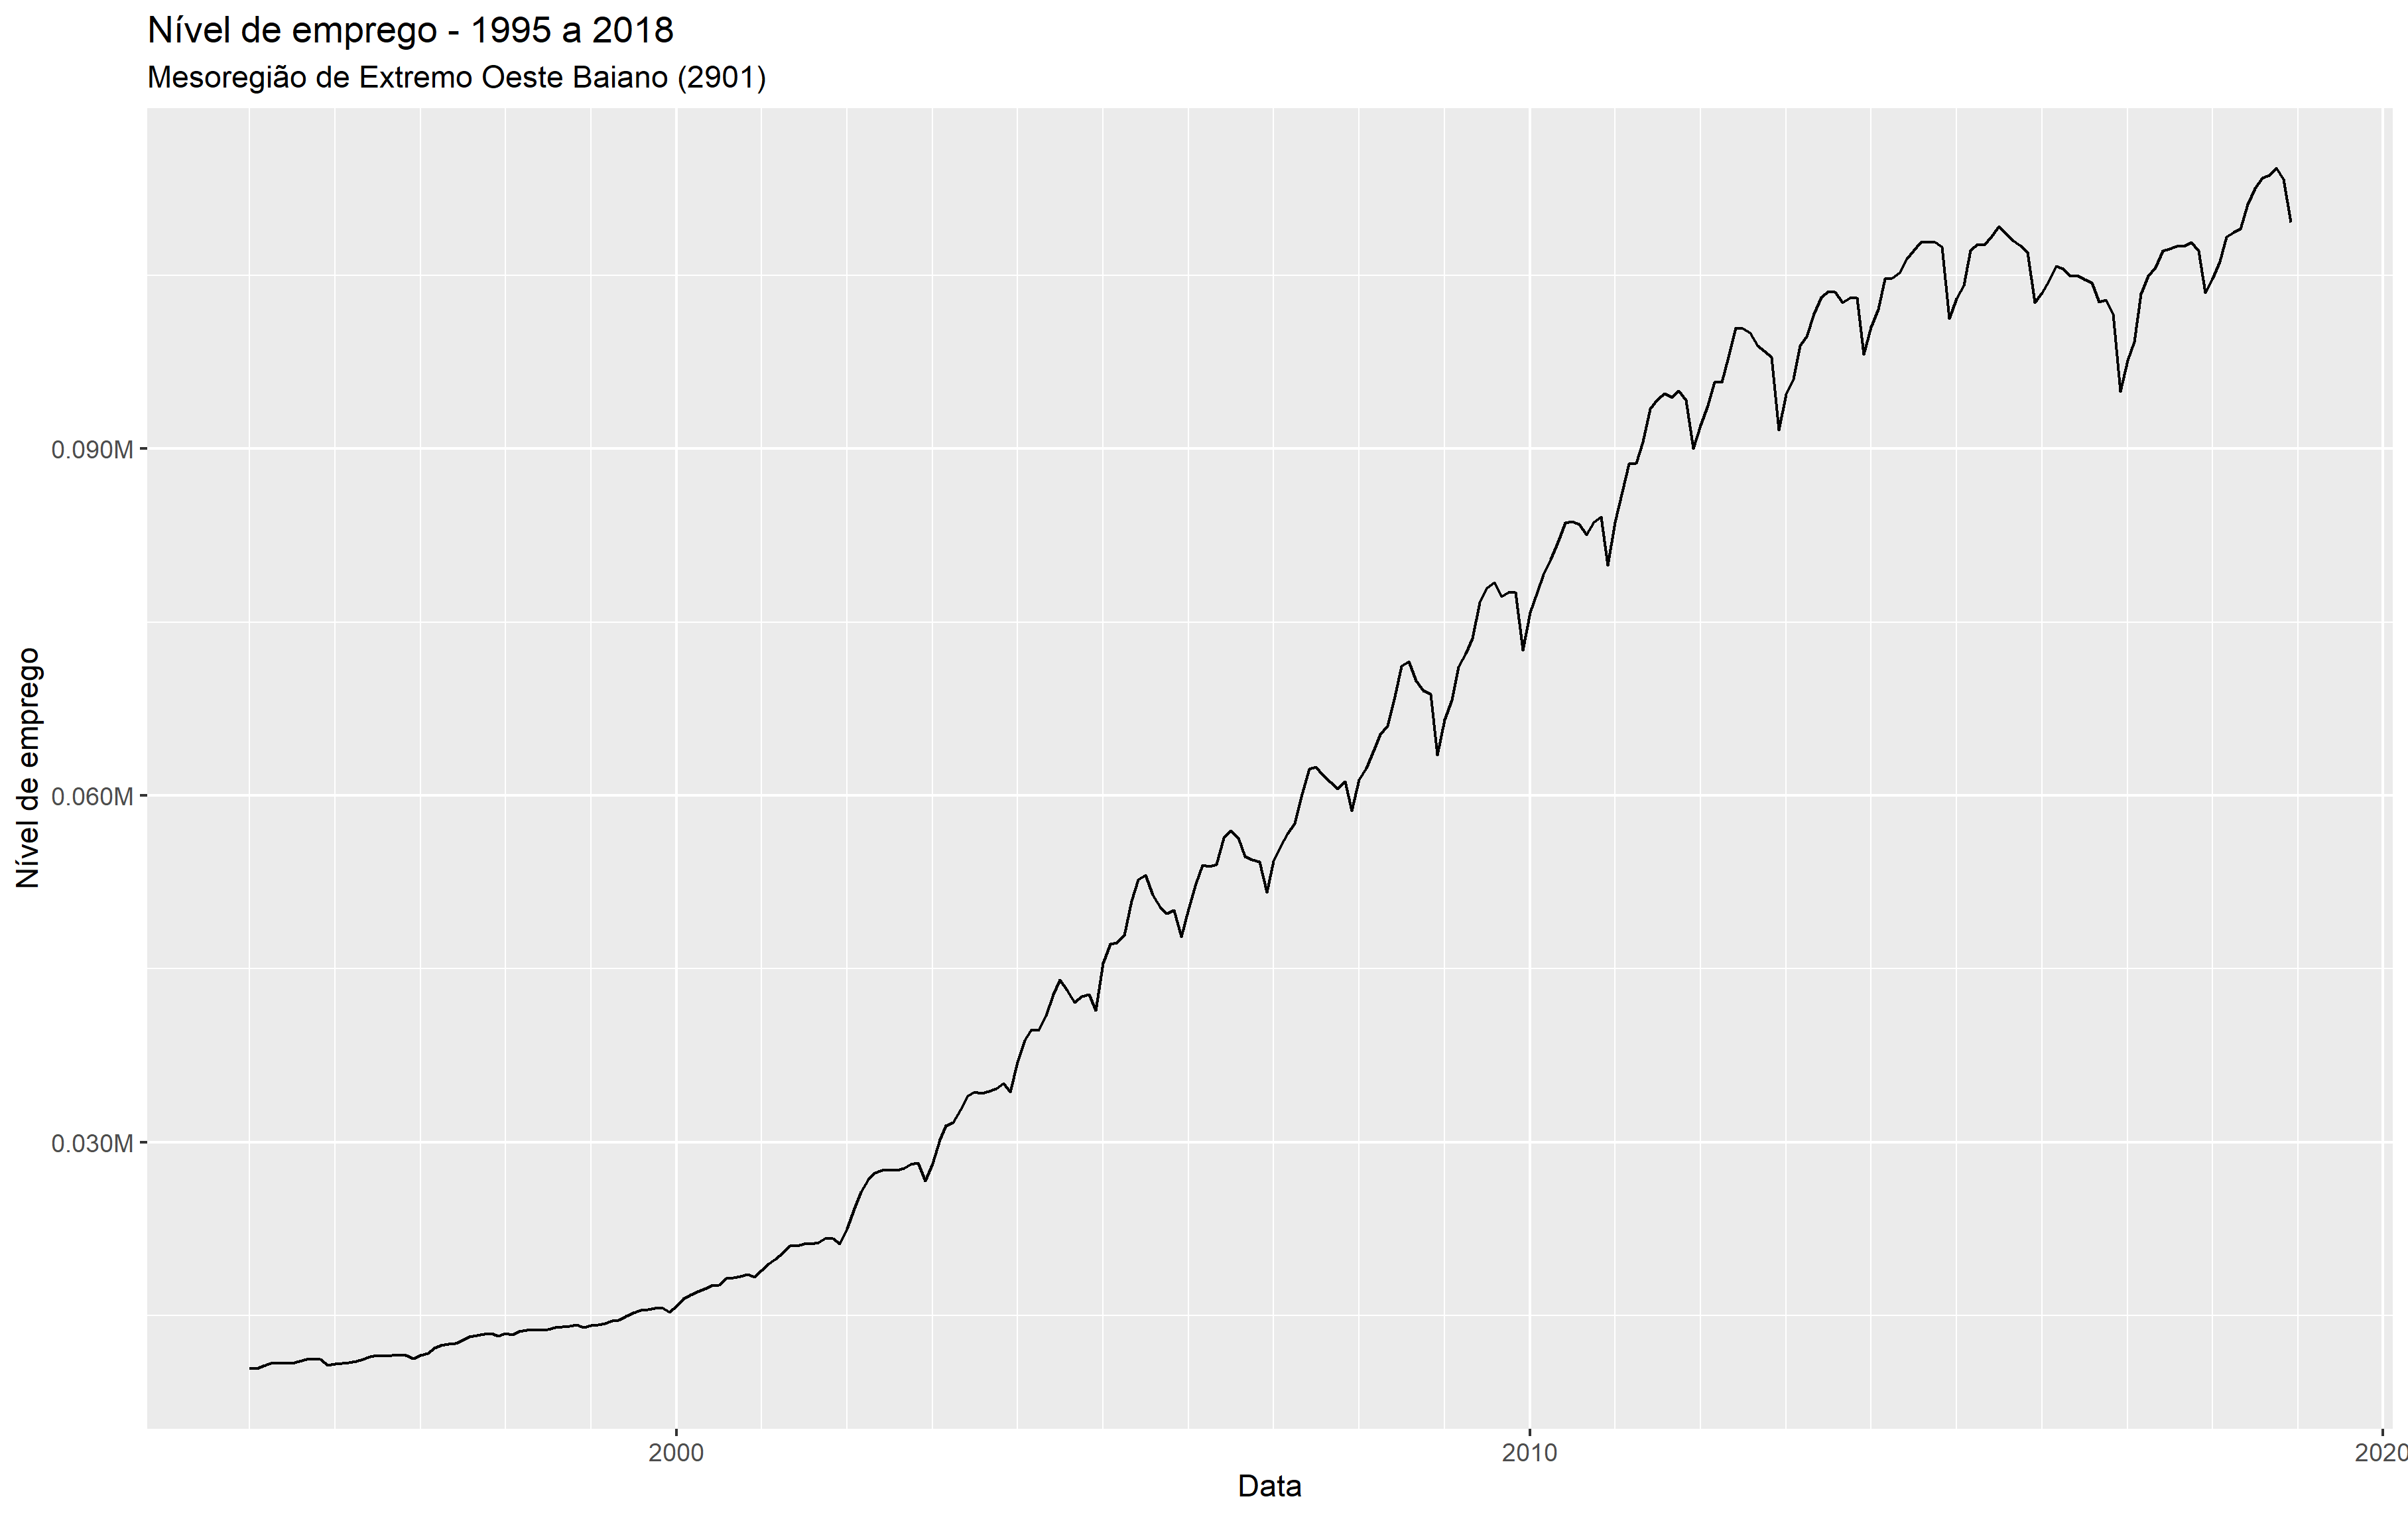 Nível de emprego - 1995 a 2018
Mesoregião de Extremo Oeste Baiano (2901)
Nível de emprego
0.090M
0.060M
0.030M
2000
2010
2020
Data